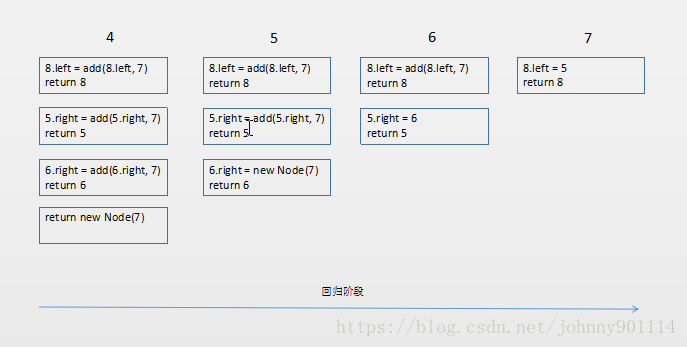 4
8.left = add(8.left, 7)
return 8
5.right = add(5.right, 7)
return 5
6.right = add(6.right, 7)
return 6
return new Node(7)
5
8.left = add(8.left, 7)
return 8
5.right = add(5.right, 7)
return 5
6.right = new Node(7)
return 6
6
8.left = add(8.left, 7)
return 8
5.right = 6
return 5
7
8.left = 5
return 8
回归阶段
https://blog.csdn.net/johnny901114